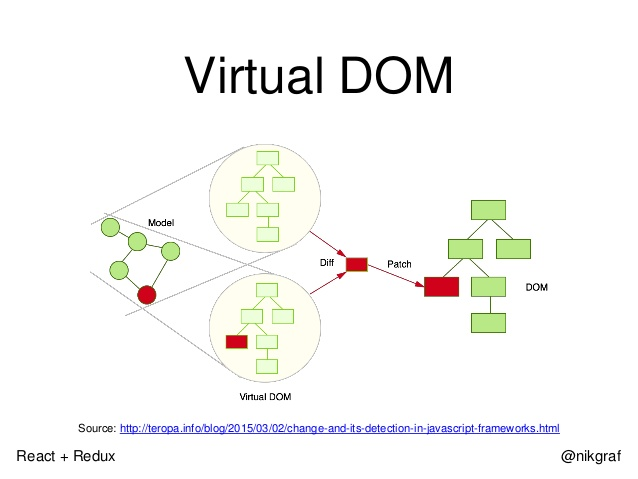 Virtual DOM
Model
Diff
Patch
DOM
Virtual DOM
Source: http://teropa.info/blog/2015/03/02/change-and-its-detection-in-javascript-frameworks.html
React + Redux
@nikgraf